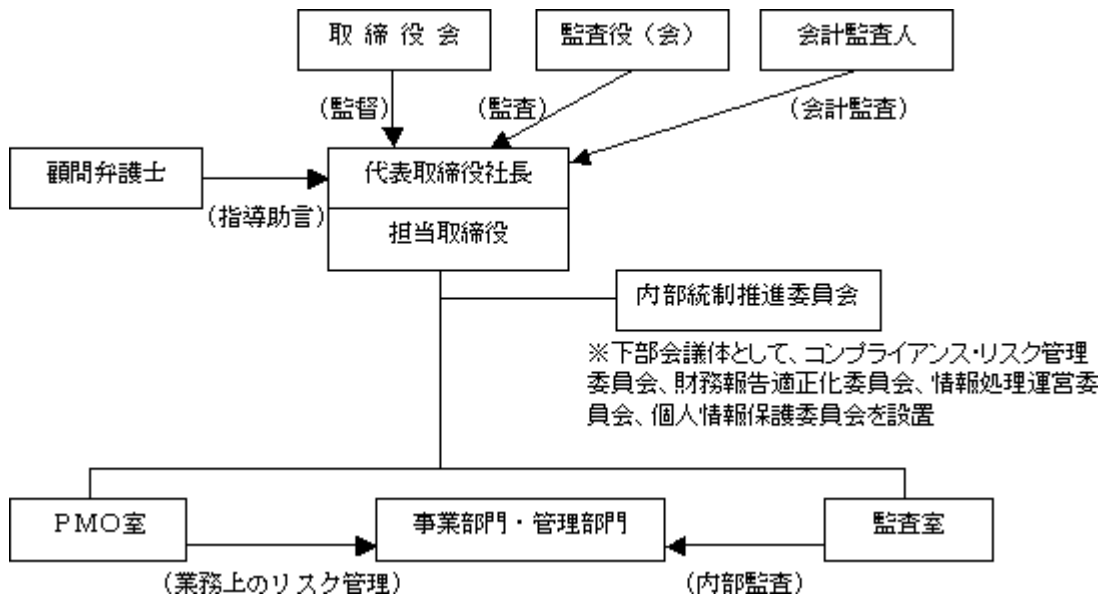 取 締 役 会
監査役（会）
会計監査人
（監督）
（監査）
（会計監査）
顧問弁護士
代表取締役社長
（指導助言）
担当取締役
内部統制推進委員会
※下部会議体として、コンプライアンス・リスク管理
委員会、財務報告適正化委員会、情報処理運営委
員会、個人情報保護委員会を設置
ＰＭＯ室
事業部門・管理部門
監査室
（業務上のリスク管理）
（内部監査）